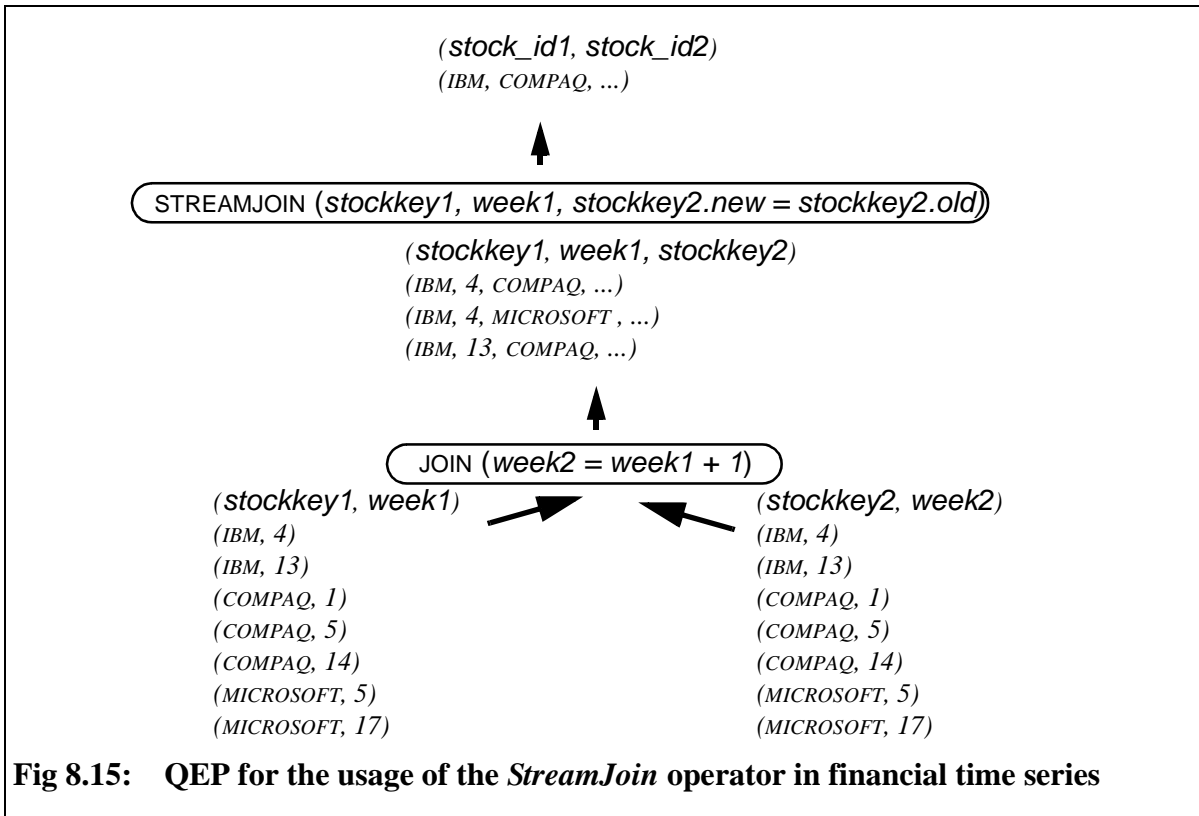 (stock_id1, stock_id2)
(IBM, COMPAQ, ...)
STREAMJOIN (stockkey1, week1, stockkey2.new = stockkey2.old)
(stockkey1, week1, stockkey2)
(IBM, 4, COMPAQ, ...)
(IBM, 4, MICROSOFT , ...)
(IBM, 13, COMPAQ, ...)
JOIN (week2 = week1 + 1)
(stockkey1, week1)
(IBM, 4)
(IBM, 13)
(COMPAQ, 1)
(COMPAQ, 5)
(COMPAQ, 14)
(MICROSOFT, 5)
(MICROSOFT, 17)
(stockkey2, week2)
(IBM, 4)
(IBM, 13)
(COMPAQ, 1)
(COMPAQ, 5)
(COMPAQ, 14)
(MICROSOFT, 5)
(MICROSOFT, 17)
Fig 8.15: QEP for the usage of the StreamJoin operator in financial time series